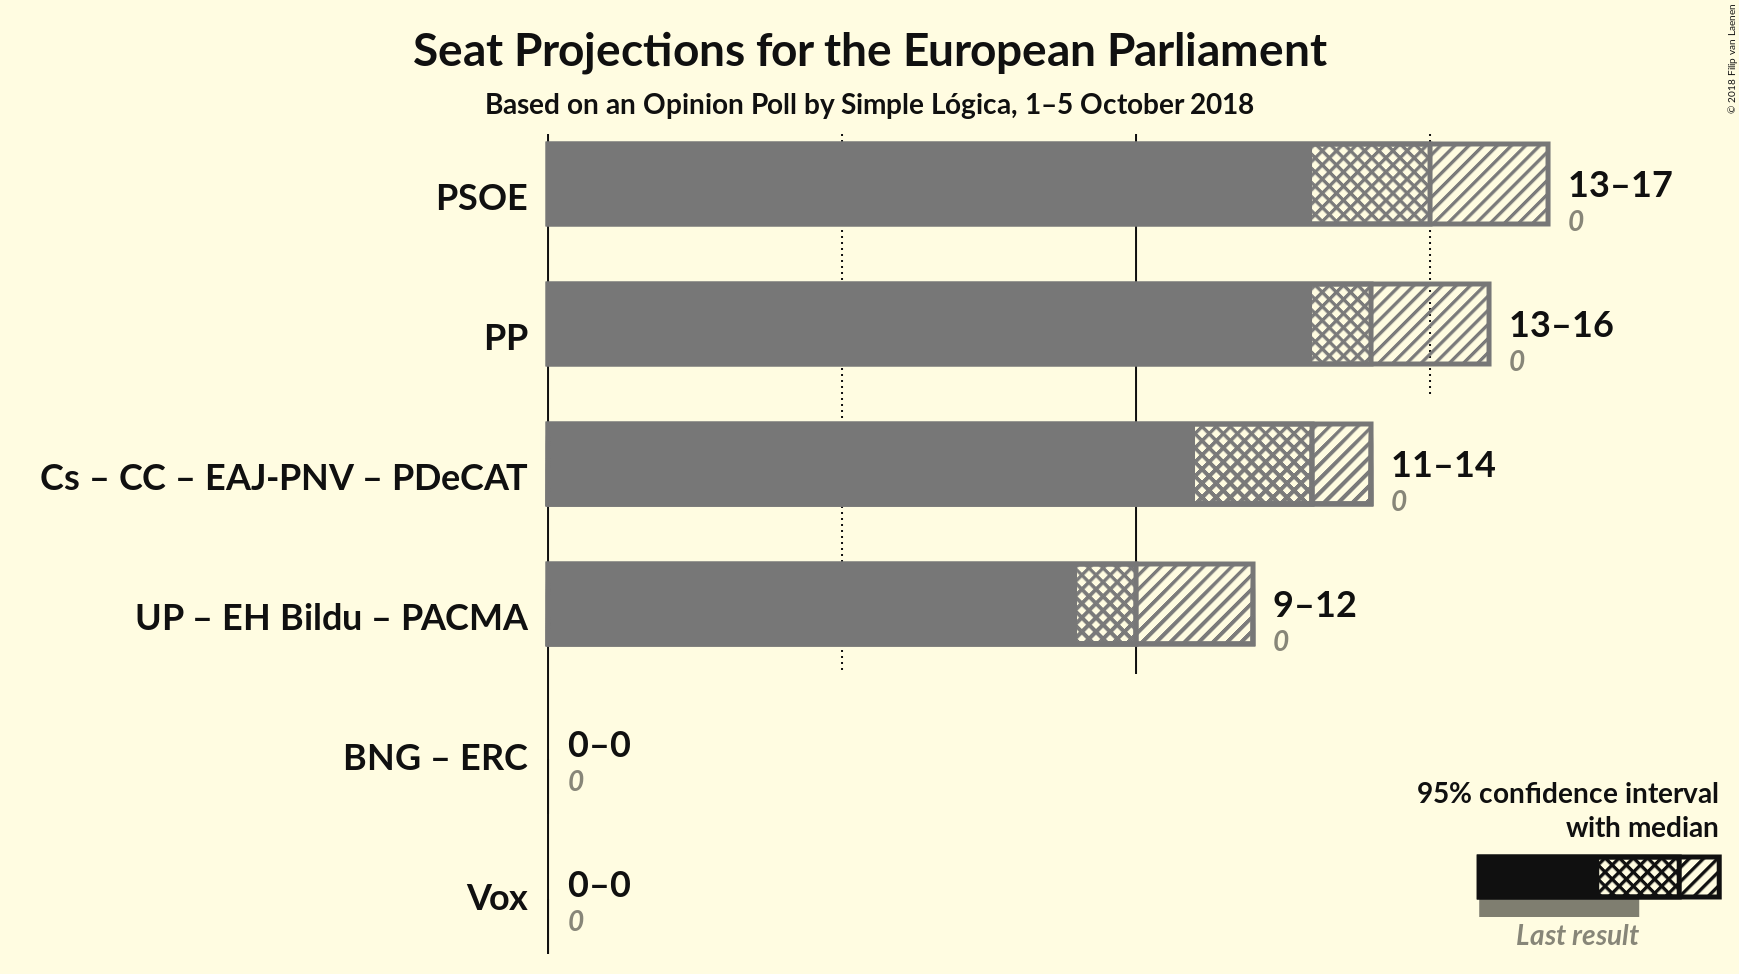 Seat Projections for the European Parliament
Based on an Opinion Poll by Simple Lógica, 1–5 October 2018
© 2018 Filip van Laenen
PSOE
13–17
0
PP
13–16
0
Cs – CC – EAJ-PNV – PDeCAT
11–14
0
UP – EH Bildu – PACMA
9–12
0
BNG – ERC
0–0
0
Vox
0–0
0
95% confidence interval
with median
Last result